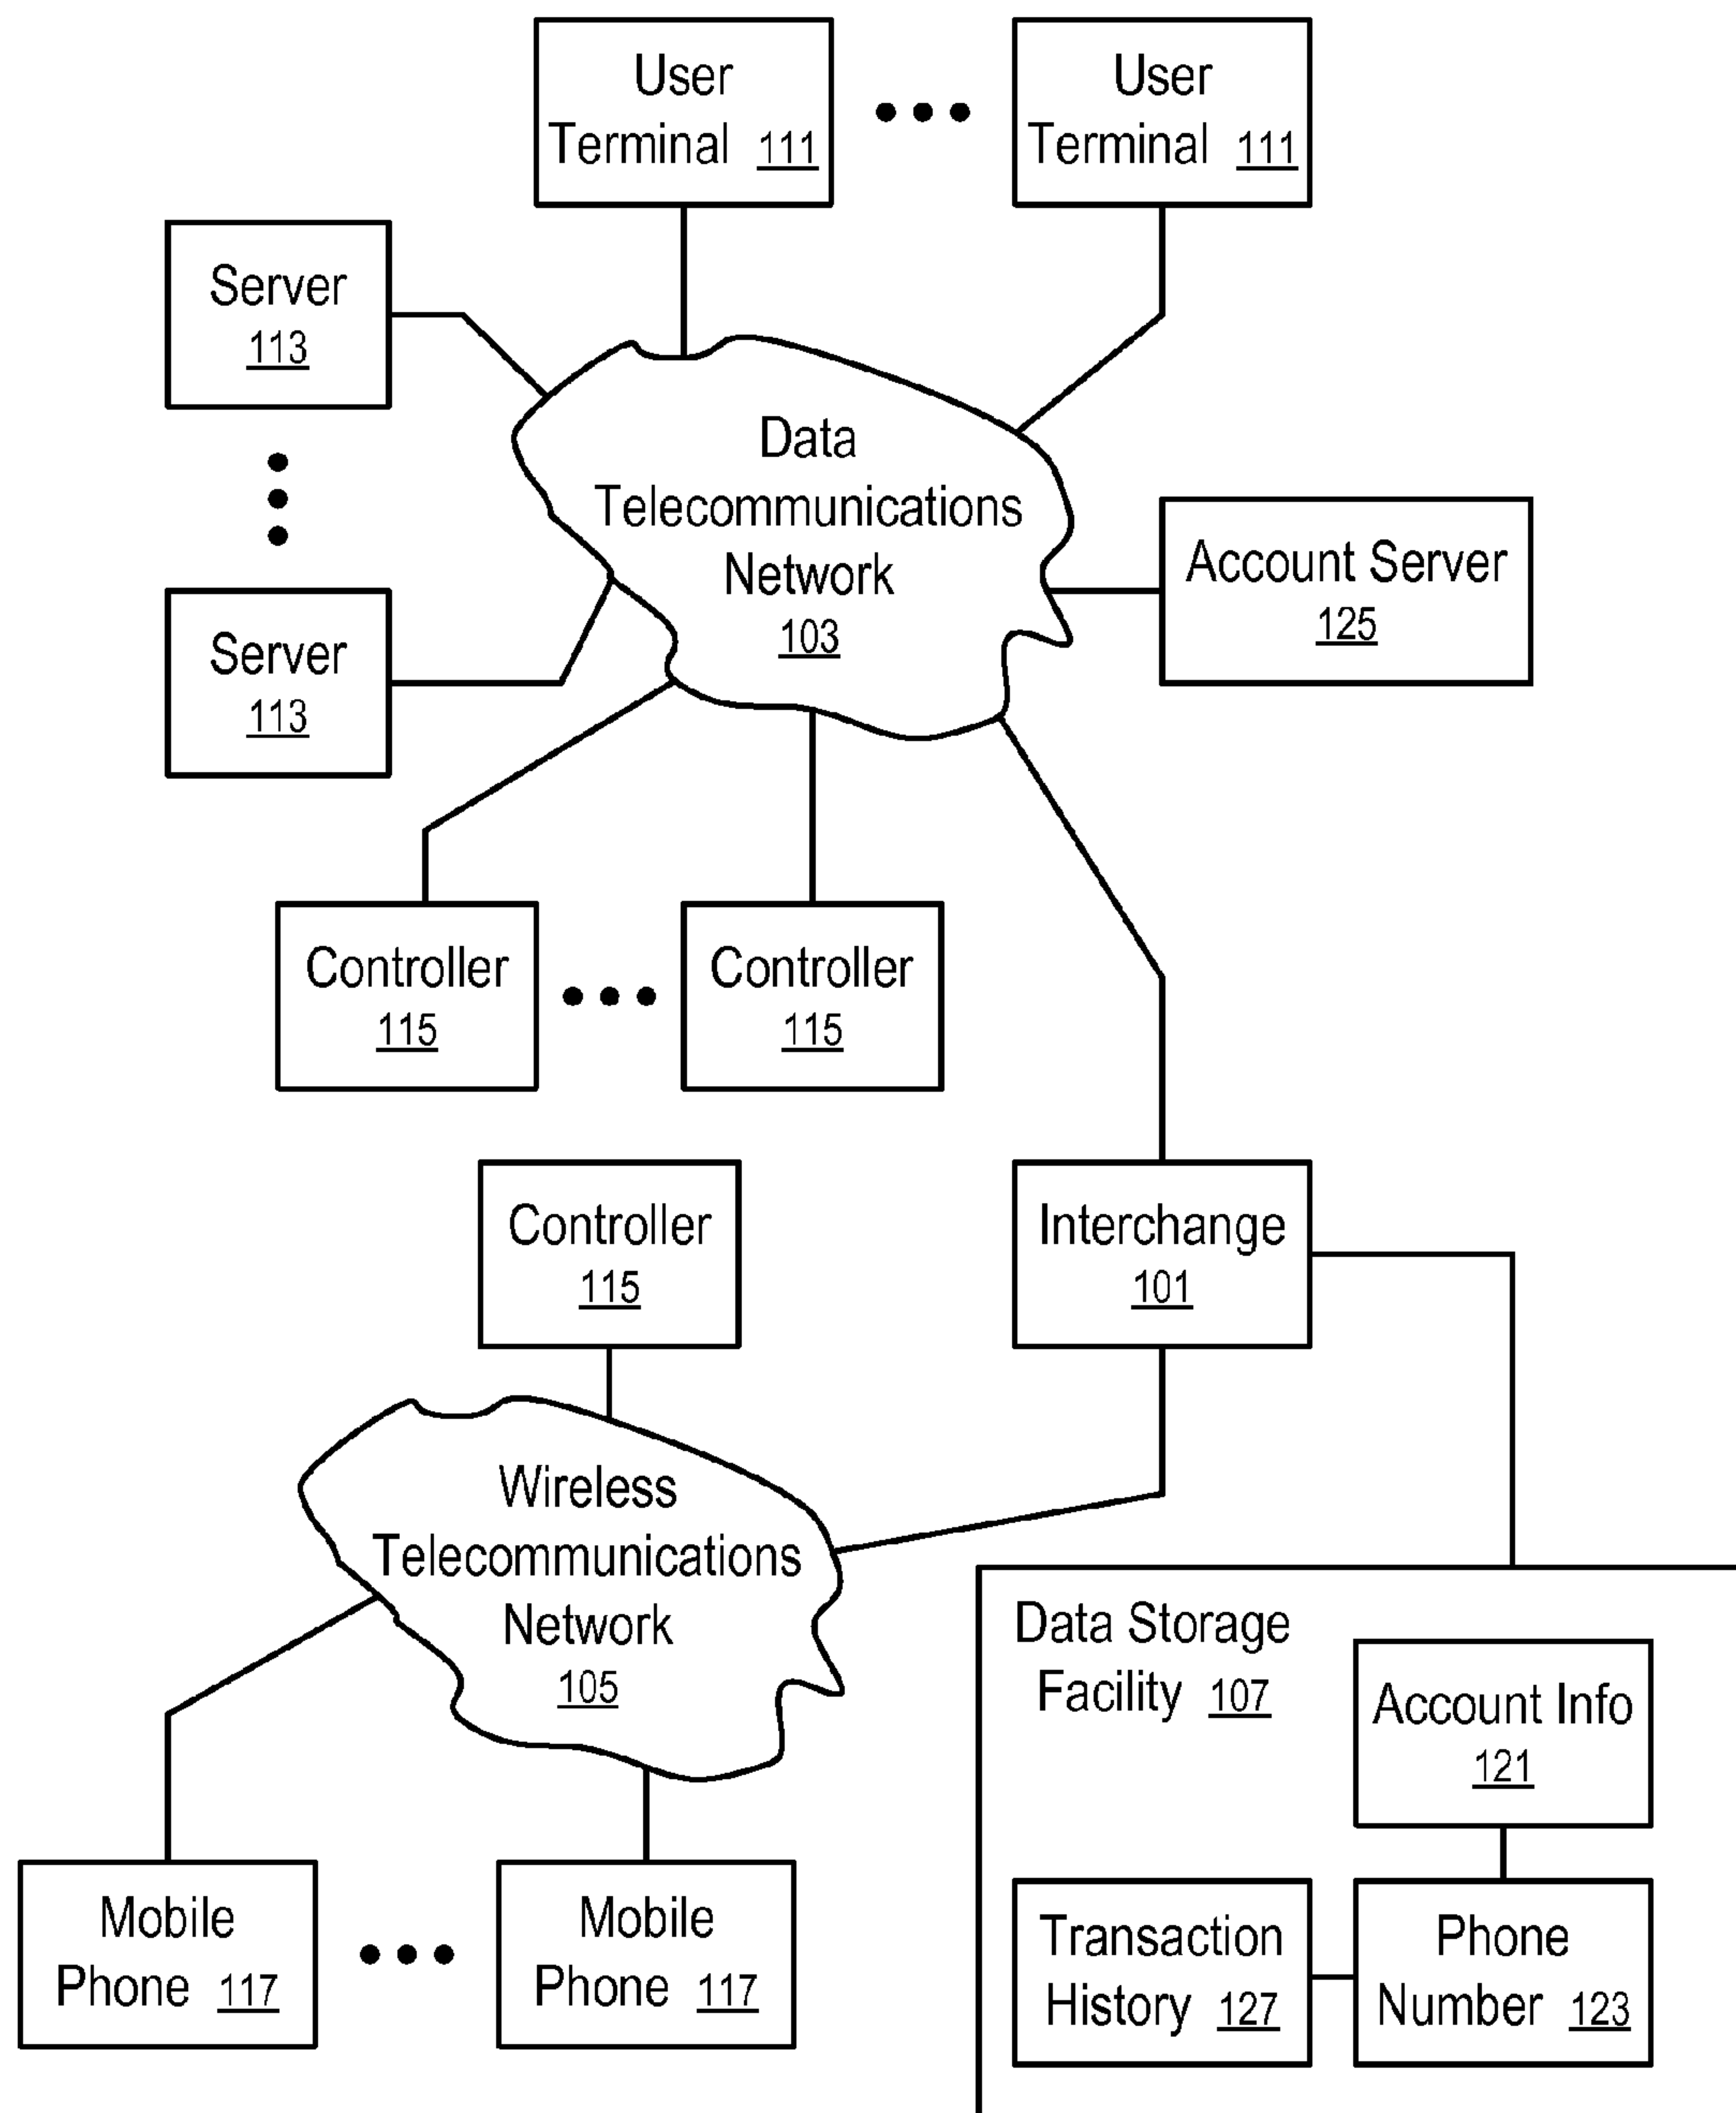 User
Terminal 111
User
Terminal 111
Server
113
Data
Telecommunications
Network
103
Account Server
125
Server
113
Controller
115
Controller
115
Controller
115
Interchange
101
Wireless
Telecommunications
Network
105
Data Storage
Facility 107
Account Info
121
Mobile
Phone 117
Mobile
Phone 117
Transaction
History 127
Phone
Number 123